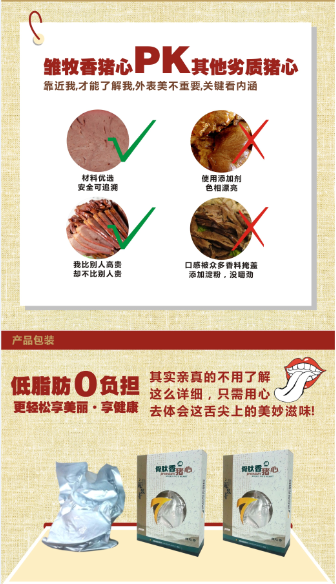 雏牧香猪心PK其他劣质猪心
靠近我,才能了解我,外表美不重要,关键看内涵
材料优选
安全可追溯
使用添加剂
色相漂亮
我比别人高贵
却不比别人贵
口感被众多香料掩盖
添加淀粉，没嚼劲
产品包装
低脂肪0负担
更轻松享美丽·享健康
其实亲真的不用了解
这么详细，只需用心
去体会这舌尖上的美妙滋味!